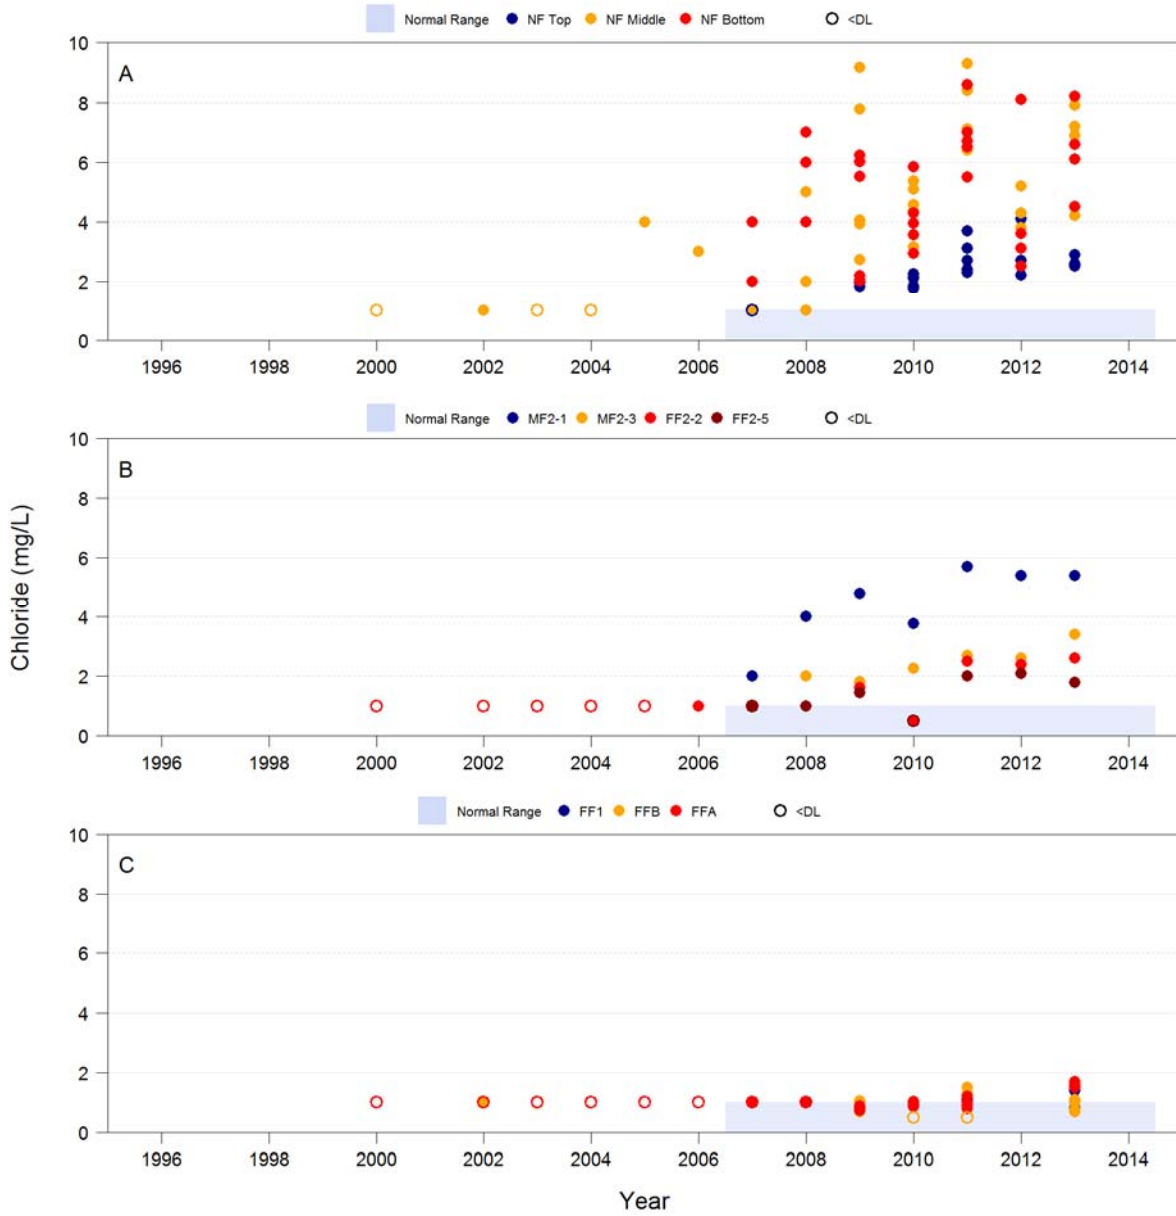 Normal Range NF Top NF Middle NF Bottom <DL
A
10
8
6
4
2
0
1996 1998 2000 2002 2004 2006 2008 2010 2012 2014
Normal Range MF2-1 MF2-3 FF2-2 FF2-5 <DL
B
10
8
6
4
2
0
Chloride (mg/L)
1996 1998 2000 2002 2004 2006 2008 2010 2012 2014
Normal Range FF1 FFB FFA <DL
C
10
8
6
4
2
0
1996 1998 2000 2002 2004 2006 2008 2010 2012 2014
Year